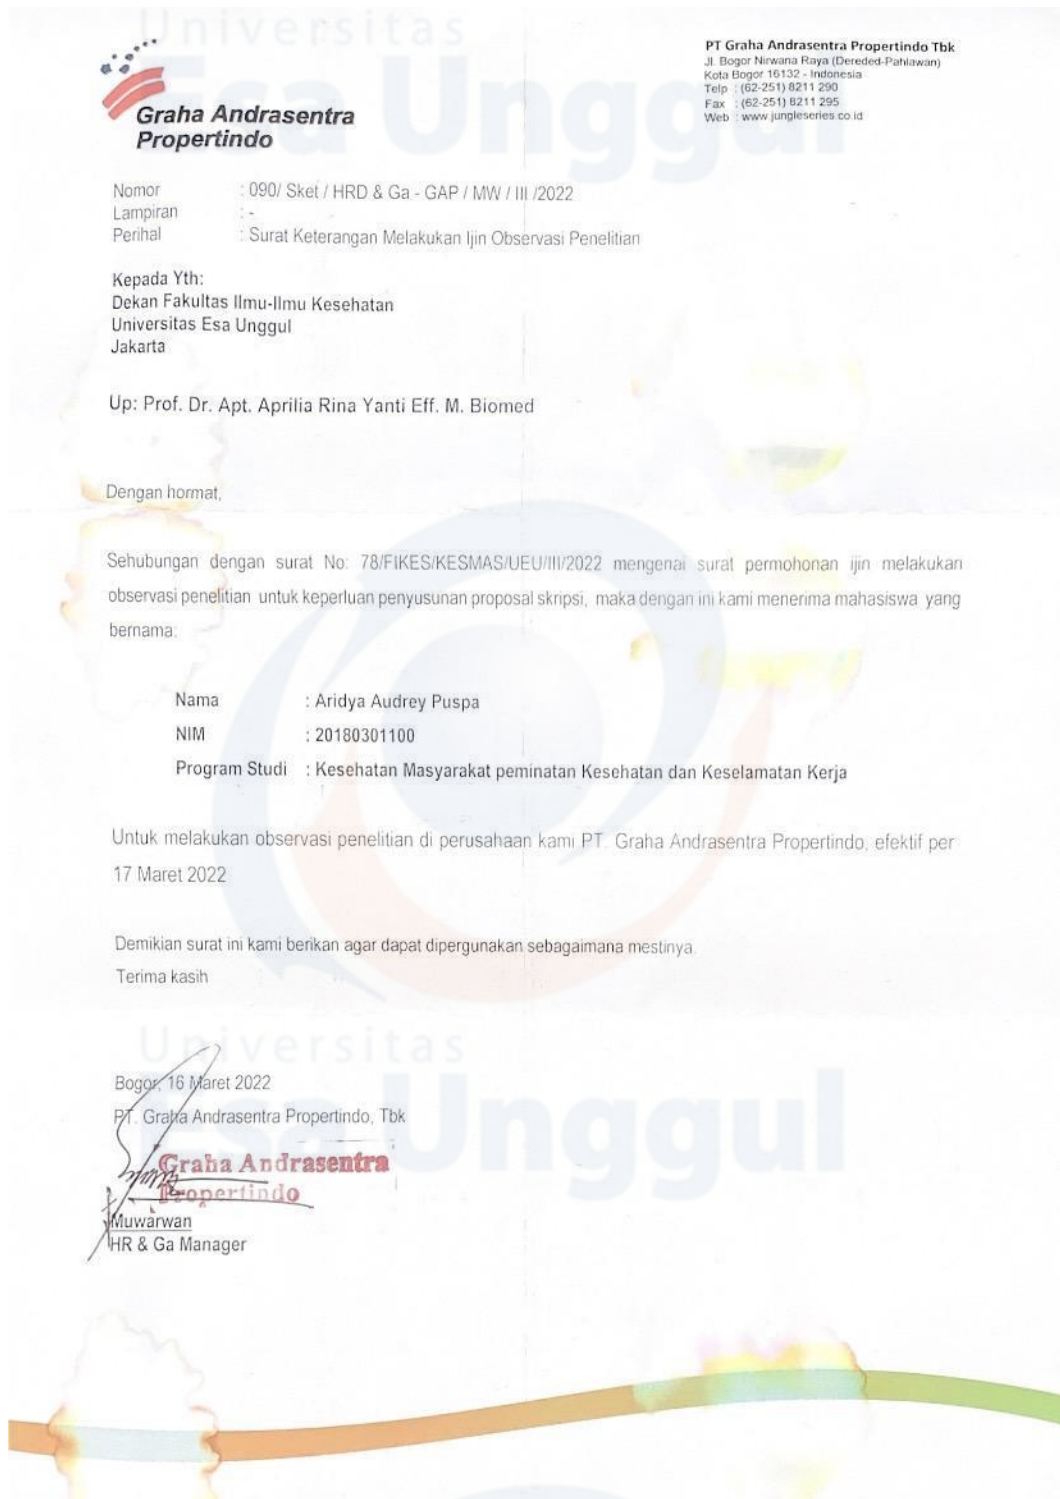 Universitas
Esa Unggul
Graha Andrasentra
Propertindo
PT Graha Andrasentra Propertindo Tbk
Jl. Bogor Nirwana Raya (Dereded-Pahlawan)
Kota Bogor 16132 - Indonesia
Telp : (62-251) 8211 290
Fax : (62-251) 8211 295
Web : www.jungleseries.co.id
Nomor : 090/ Sket / HRD & Ga - GAP / MW / III /2022
Lampiran : -
Perihal : Surat Keterangan Melakukan Ijin Observasi Penelitian
Kepada Yth:
Dekan Fakultas Ilmu-Ilmu Kesehatan
Universitas Esa Unggul
Jakarta
Up: Prof. Dr. Apt. Aprilia Rina Yanti Eff. M. Biomed
Dengan hormat,
Sehubungan dengan surat No: 78/FIKES/KESMAS/UEU/III/2022 mengenai surat permohonan ijin melakukan
observasi penelitian untuk keperluan penyusunan proposal skripsi, maka dengan ini kami menerima mahasiswa yang
bernama:
Nama : Aridya Audrey Puspa
NIM : 20180301100
Program Studi : Kesehatan Masyarakat peminatan Kesehatan dan Keselamatan Kerja
Untuk melakukan observasi penelitian di perusahaan kami PT. Graha Andrasentra Propertindo, efektif per
17 Maret 2022
Demikian surat ini kami berikan agar dapat dipergunakan sebagaimana mestinya.
Terima kasih
Universitas
Esa Unggul
Bogor, 16 Maret 2022
PT. Graha Andrasentra Propertindo, Tbk
Graha Andrasentra
Propertindo
Muwarwan
HR & Ga Manager